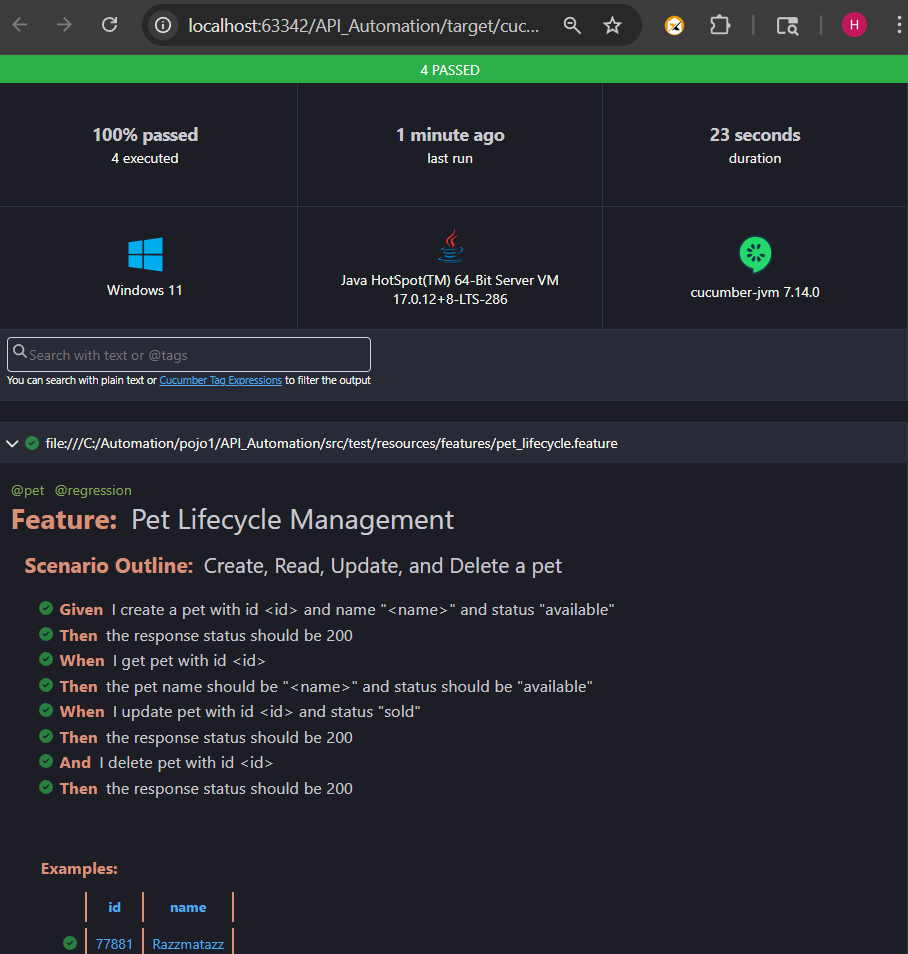 localhost:63342/API_Automation/target/cuc...
H
4 PASSED
100% passed
4 executed
1 minute ago
last run
23 seconds
duration
Windows 11
Java HotSpot(TM) 64-Bit Server VM
17.0.12+8-LTS-286
cucumber-jvm 7.14.0
Search with text or @tags
You can search with plain text or Cucumber Tag Expressions to filter the output
file:///C:/Automation/pojo1/API_Automation/src/test/resources/features/pet_lifecycle.feature
@pet @regression
Feature: Pet Lifecycle Management
Scenario Outline: Create, Read, Update, and Delete a pet
Given I create a pet with id <id> and name "<name>" and status "available"
Then the response status should be 200
When I get pet with id <id>
Then the pet name should be "<name>" and status should be "available"
When I update pet with id <id> and status "sold"
Then the response status should be 200
And I delete pet with id <id>
Then the response status should be 200
Examples:
id name
77881 Razzmatazz